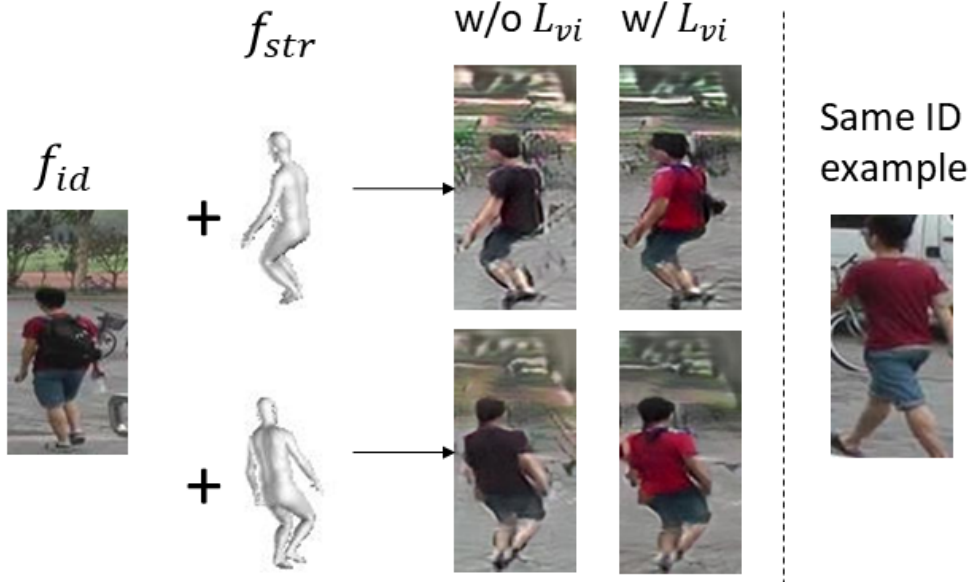 f_str
w/o L_vi
w/ L_vi
Same ID
example
f_id
+
+